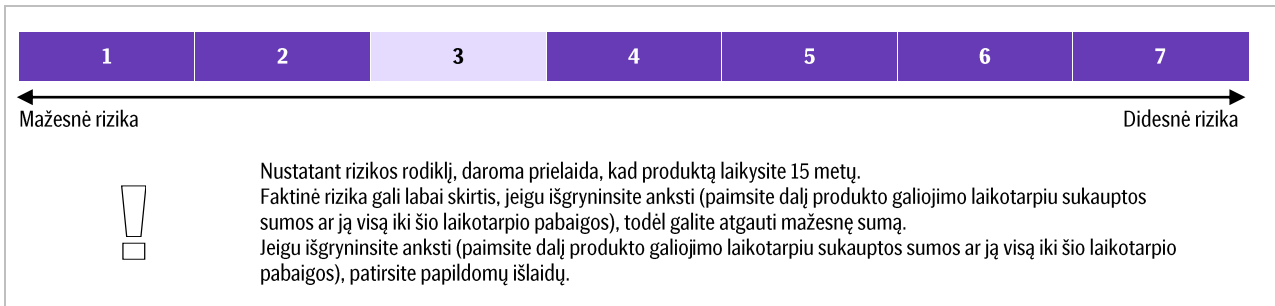 1 2 3 4 5 6 7
Mažesnė rizika Didesnė rizika
Nustatant rizikos rodiklį, daroma prielaida, kad produktą laikysite 15 metų.
Faktinė rizika gali labai skirtis, jeigu išgryninsite anksti (paimsite dalį produkto galiojimo laikotarpiu sukauptos
sumos ar ją visą iki šio laikotarpio pabaigos), todėl galite atgauti mažesnę sumą.
Jeigu išgryninsite anksti (paimsite dalį produkto galiojimo laikotarpiu sukauptos sumos ar ją visą iki šio laikotarpio
pabaigos), patirsite papildomų išlaidų.